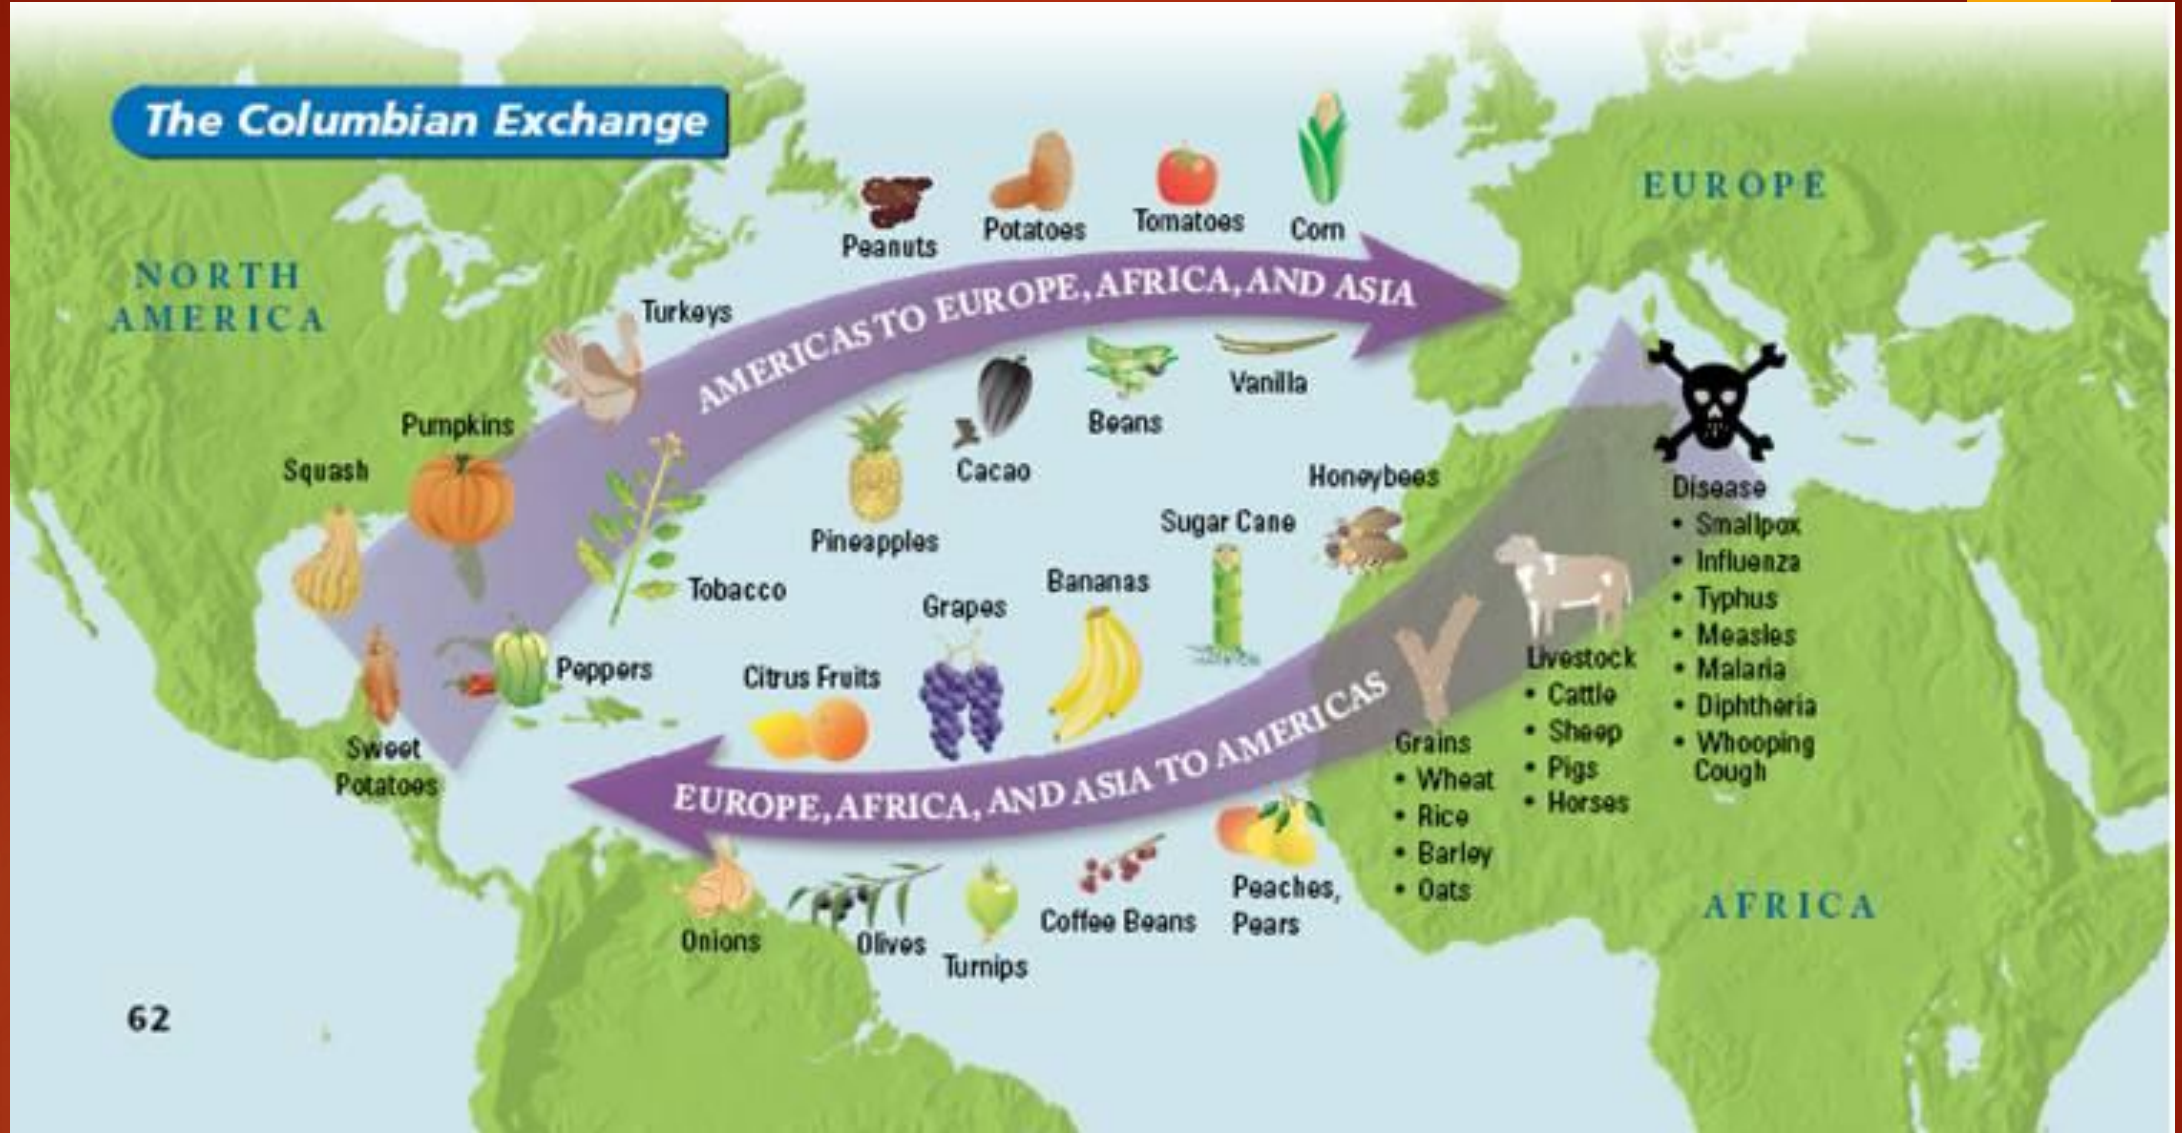 The Columbian Exchange
NORTH
AMERICA
EUROPE
AFRICA
Peanuts
Potatoes
Tomatoes
Corn
AMERICAS TO EUROPE, AFRICA, AND ASIA
Turkeys
Pumpkins
Squash
Tobacco
Peppers
Sweet
Potatoes
Pineapples
Cacao
Beans
Vanilla
Honeybees
Sugar Cane
Bananas
Grapes
Citrus Fruits
EUROPE, AFRICA, AND ASIA TO AMERICAS
Onions
Olives
Turnips
Coffee Beans
Peaches,
Pears
Grains
• Wheat
• Rice
• Barley
• Oats
Livestock
• Cattle
• Sheep
• Pigs
• Horses
Disease
• Smallpox
• Influenza
• Typhus
• Measles
• Malaria
• Diphtheria
• Whooping
Cough
62